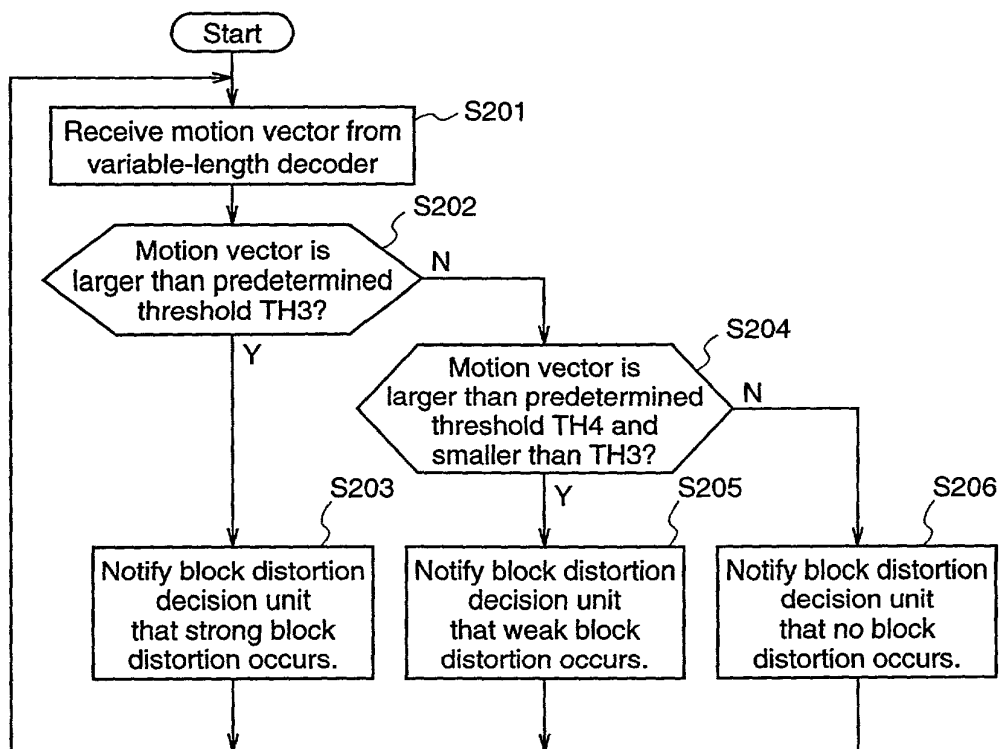 Start
S201
Receive motion vector from
variable-length decoder
S202
Motion vector is
larger than predetermined
threshold TH3?
N
Y
S204
Motion vector is
larger than predetermined
threshold TH4 and
smaller than TH3?
N
Y
S203
Notify block distortion
decision unit
that strong block
distortion occurs.
S205
Notify block distortion
decision unit
that weak block
distortion occurs.
S206
Notify block distortion
decision unit
that no block
distortion occurs.